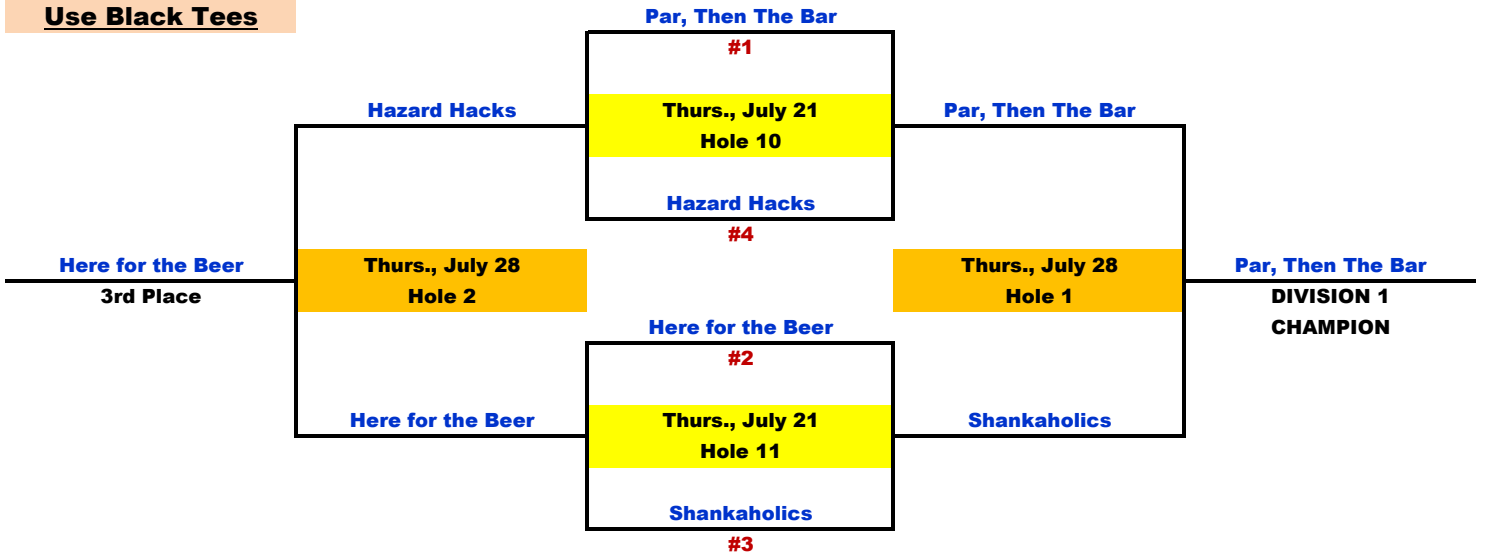 Use Black Tees
Par, Then The Bar
#1
Hazard Hacks
Thurs., July 21
Hole 10
Par, Then The Bar
Hazard Hacks
#4
Here for the Beer
3rd Place
Thurs., July 28
Hole 2
Thurs., July 28
Hole 1
Par, Then The Bar
DIVISION 1
CHAMPION
Here for the Beer
#2
Here for the Beer
Thurs., July 21
Hole 11
Shankaholics
Shankaholics
#3